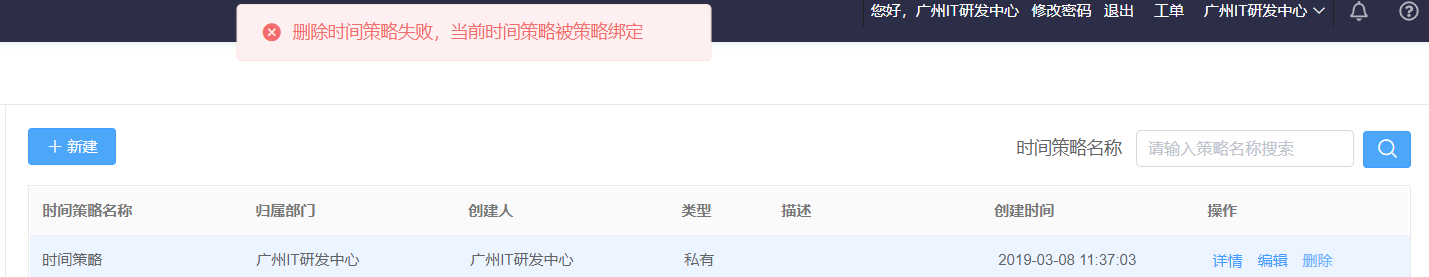 您好，广州IT研发中心 修改密码 退出 工单 广州IT研发中心
删除时间策略失败，当前时间策略被策略绑定
新建 时间策略名称 请输入策略名称搜索
时间策略名称 归属部门 创建人 类型 描述 创建时间 操作
时间策略 广州IT研发中心 广州IT研发中心 私有 2019-03-08 11:37:03 详情 编辑 删除